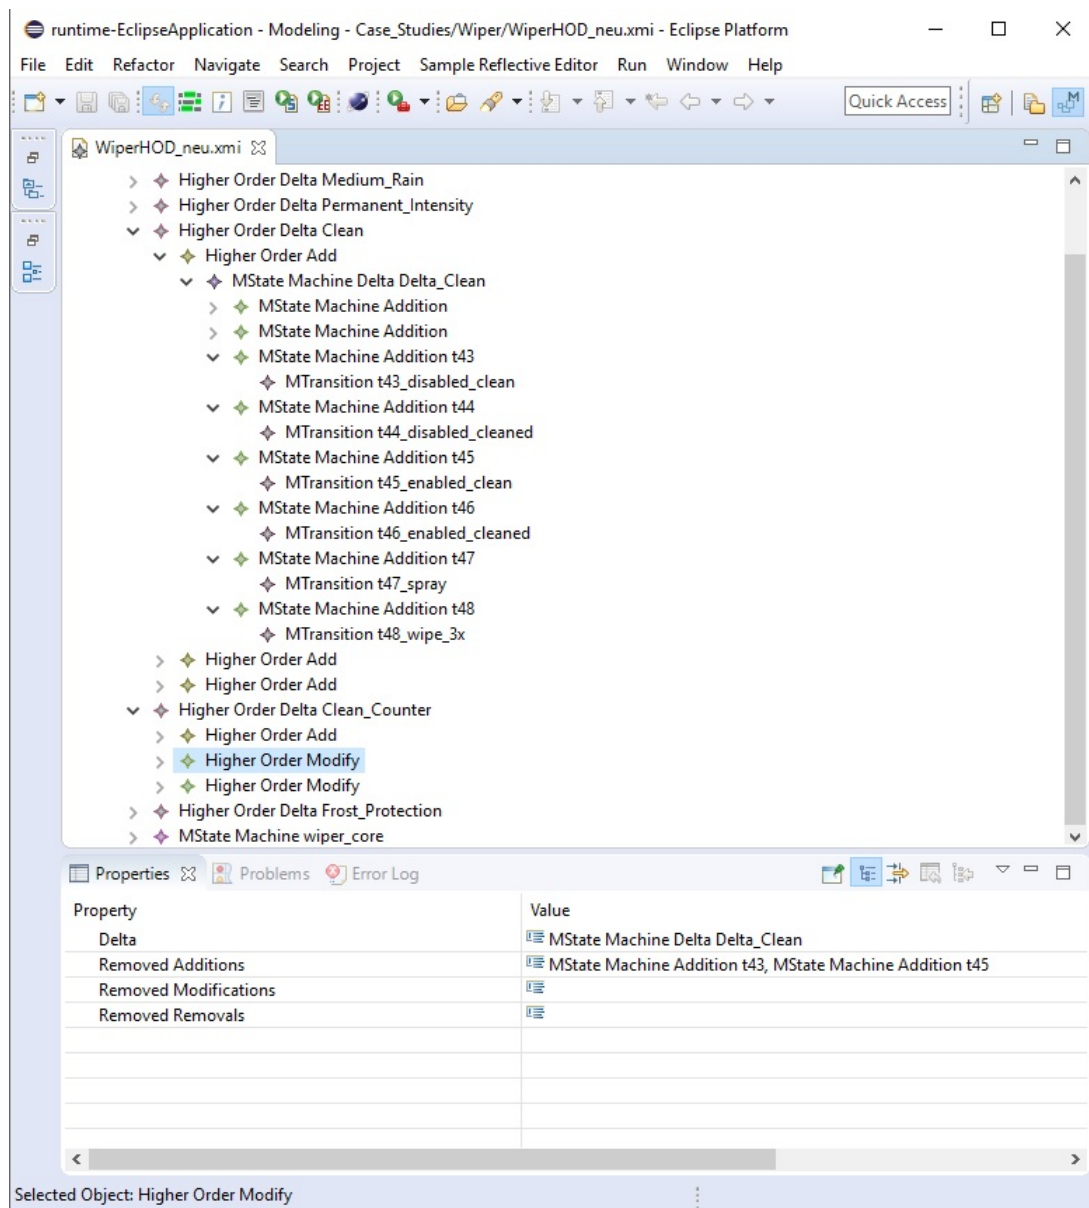 runtime-EclipseApplication - Modeling - Case_Studies/Wiper/WiperHOD_neu.xmi - Eclipse Platform
File Edit Refactor Navigate Search Project Sample Reflective Editor Run Window Help
Quick Access
WiperHOD_neu.xmi
Higher Order Delta Medium_Rain
Higher Order Delta Permanent_Intensity
Higher Order Delta Clean
Higher Order Add
MState Machine Delta Delta_Clean
MState Machine Addition
MState Machine Addition
MState Machine Addition t43
MTransition t43_disabled_clean
MState Machine Addition t44
MTransition t44_disabled_cleaned
MState Machine Addition t45
MTransition t45_enabled_clean
MState Machine Addition t46
MTransition t46_enabled_cleaned
MState Machine Addition t47
MTransition t47_spray
MState Machine Addition t48
MTransition t48_wipe_3x
Higher Order Add
Higher Order Add
Higher Order Delta Clean_Counter
Higher Order Add
Higher Order Modify
Higher Order Modify
Higher Order Delta Frost_Protection
MState Machine wiper_core
Properties Problems Error Log
Property Value
Delta MState Machine Delta Delta_Clean
Removed Additions MState Machine Addition t43, MState Machine Addition t45
Removed Modifications
Removed Removals
Selected Object: Higher Order Modify